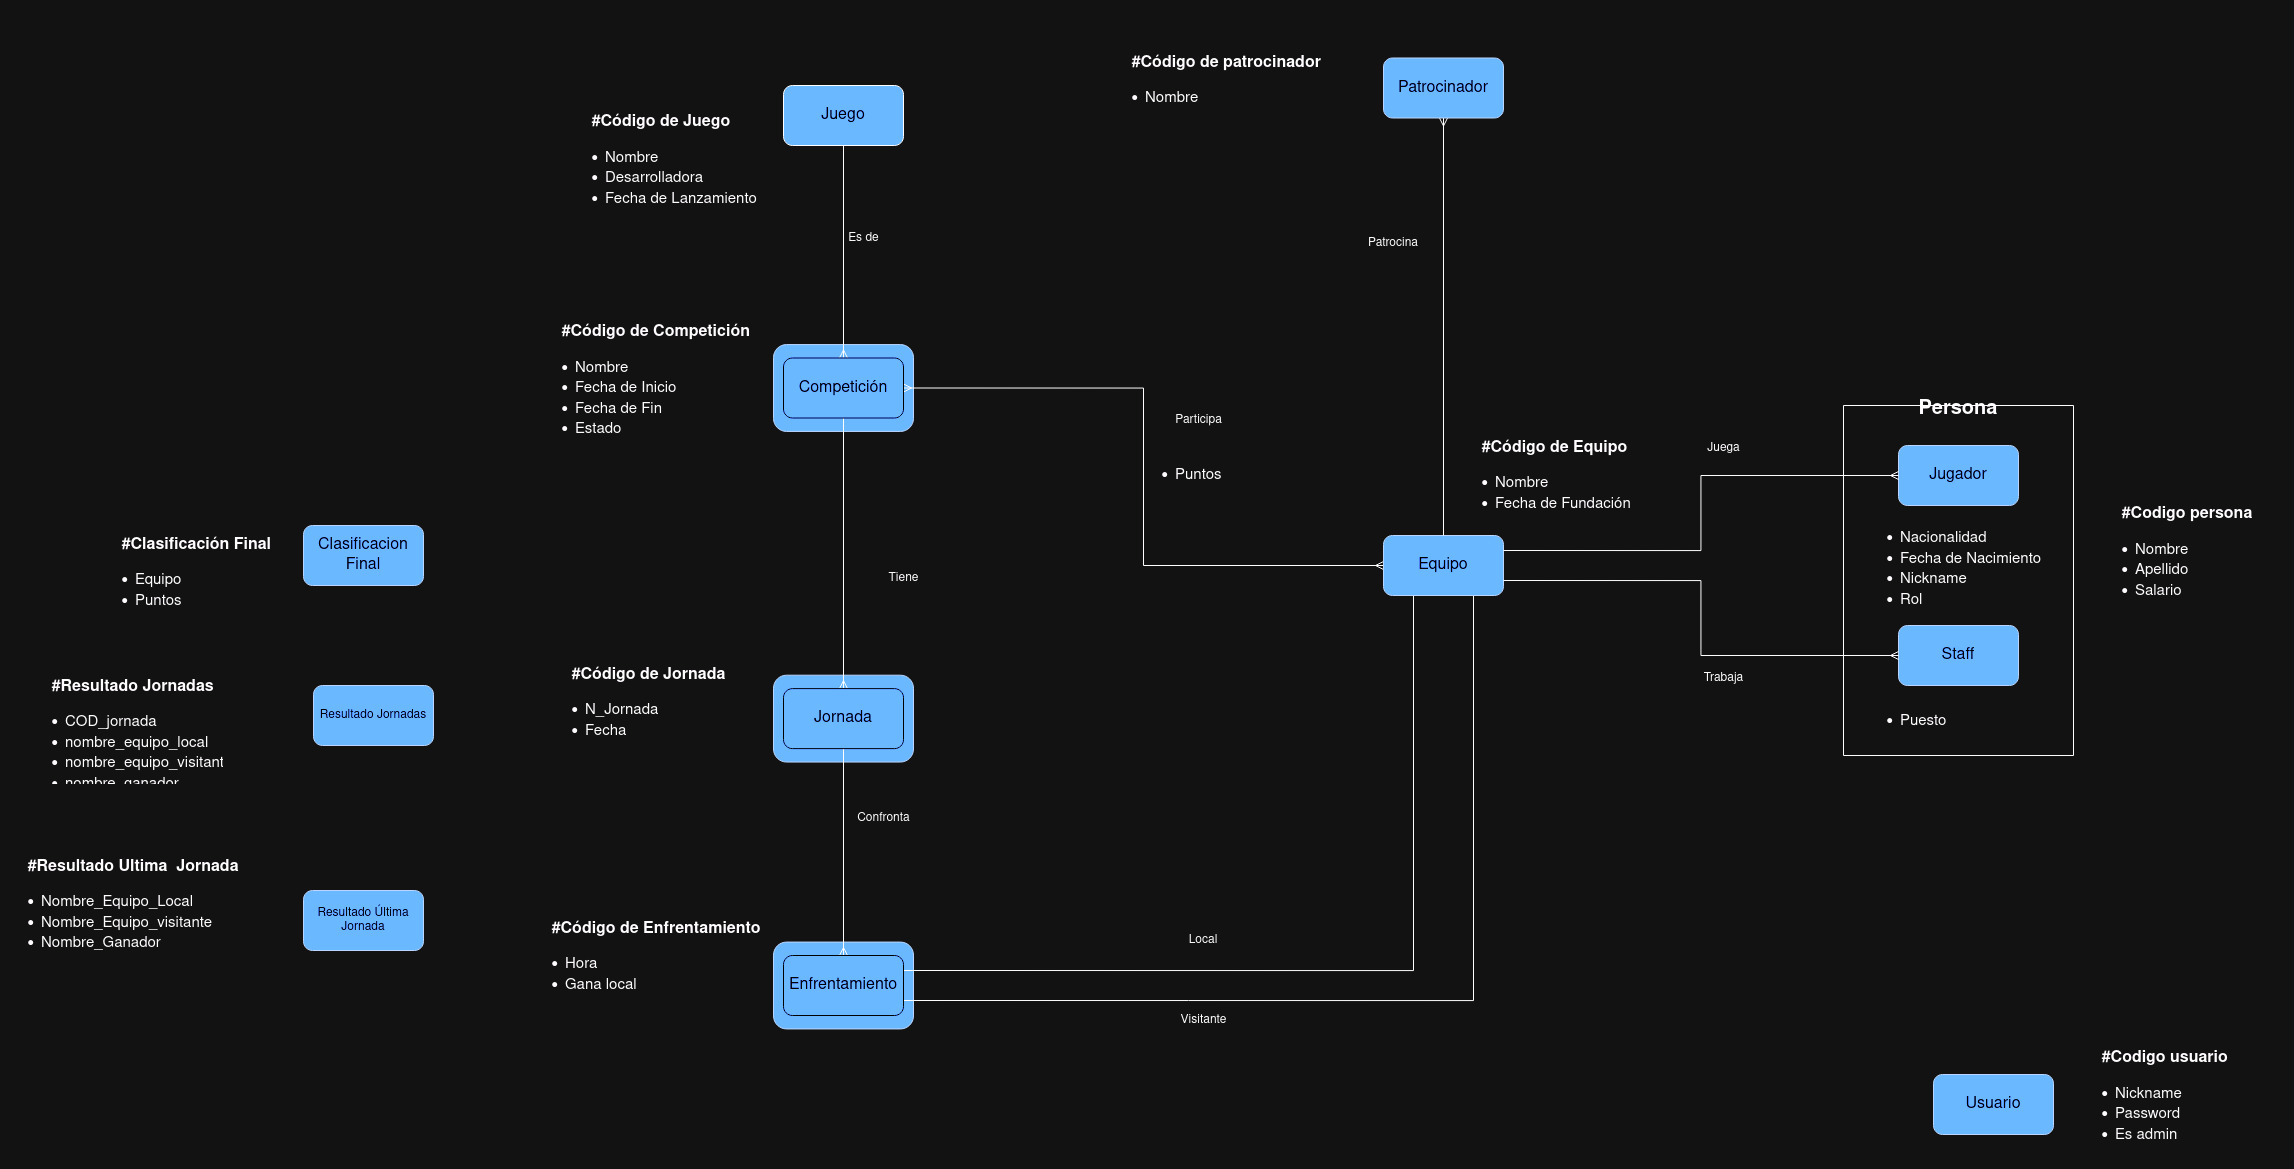 #Código de patrocinador
• Nombre
Patrocinador
Juego
#Código de Juego
• Nombre
• Desarrolladora
• Fecha de Lanzamiento
Es de
Patrocina
#Código de Competición
• Nombre
• Fecha de Inicio
• Fecha de Fin
• Estado
Competición
Participa
• Puntos
#Código de Equipo
• Nombre
• Fecha de Fundación
Equipo
Juega
Persona
Jugador
• Nacionalidad
• Fecha de Nacimiento
• Nickname
• Rol
Staff
• Puesto
Trabaja
#Codigo persona
• Nombre
• Apellido
• Salario
#Clasificación Final
• Equipo
• Puntos
Clasificacion
Final
Tiene
#Resultado Jornadas
• COD_jornada
• nombre_equipo_local
• nombre_equipo_visitant
• nombre_ganador
Resultado Jornadas
#Código de Jornada
• N_Jornada
• Fecha
Jornada
Confronta
#Resultado Ultima  Jornada
• Nombre_Equipo_Local
• Nombre_Equipo_visitante
• Nombre_Ganador
Resultado Última
Jornada
#Código de Enfrentamiento
• Hora
• Gana local
Enfrentamiento
Local
Visitante
#Codigo usuario
• Nickname
• Password
• Es admin
Usuario